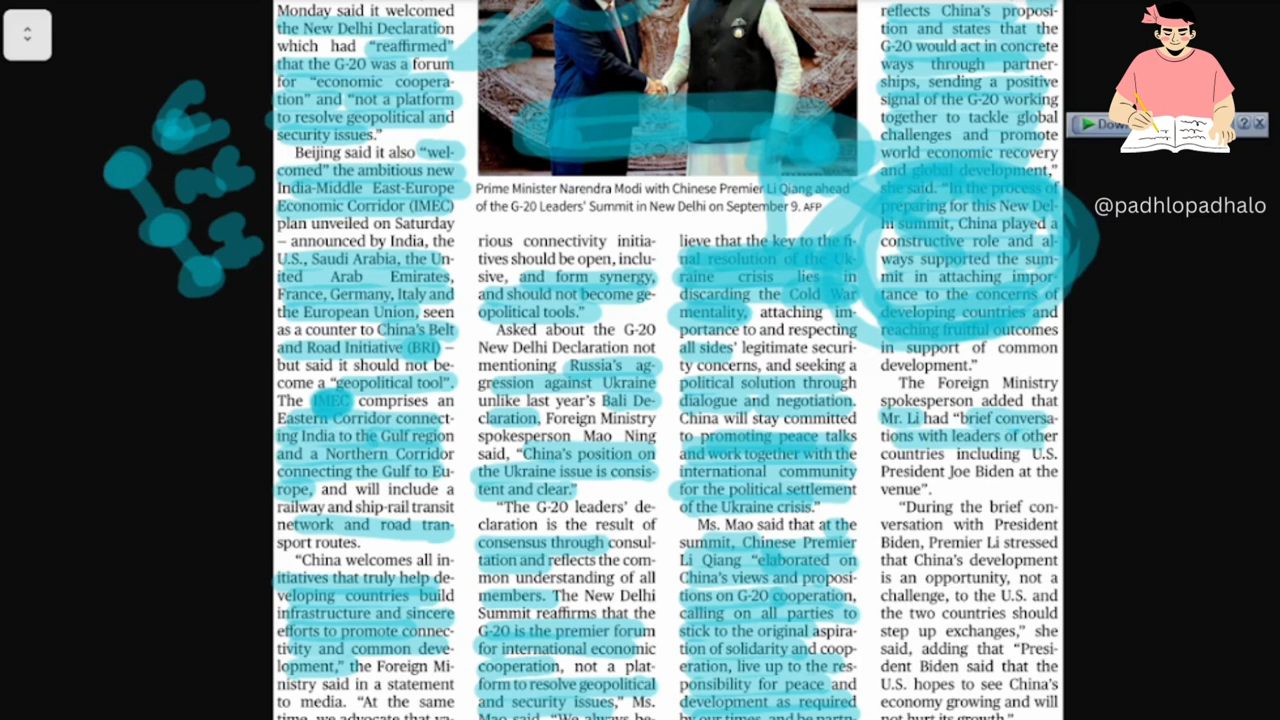 Monday said it welcomed
the New Delhi Declaration
which had “reaffirmed”
that the G-20 was a forum
for “economic coopera-
tion” and “not a platform
to resolve geopolitical and
security issues.”
Beijing said it also “wel-
comed” the ambitious new
India-Middle East-Europe
Economic Corridor (IMEC)
plan unveiled on Saturday
– announced by India, the
U.S., Saudi Arabia, the Un-
ited Arab Emirates,
France, Germany, Italy and
the European Union, seen
as a counter to China’s Belt
and Road Initiative (BRI) –
but said it should not be-
come a “geopolitical tool”.
The IMEC comprises an
Eastern Corridor connect-
ing India to the Gulf region
and a Northern Corridor
connecting the Gulf to Eu-
rope, and will include a
railway and ship-rail transit
network and road tran-
sport routes.
“China welcomes all in-
itiatives that truly help de-
veloping countries build
infrastructure and sincere
efforts to promote connec-
tivity and common deve-
lopment,” the Foreign Mi-
nistry said in a statement
to media. “At the same
time, we advocate that va-
Prime Minister Narendra Modi with Chinese Premier Li Qiang ahead
of the G-20 Leaders’ Summit in New Delhi on September 9. AFP
rious connectivity initia-
tives should be open, inclu-
sive, and form synergy,
and should not become ge-
opolitical tools.”
Asked about the G-20
New Delhi Declaration not
mentioning Russia’s ag-
gression against Ukraine
unlike last year’s Bali De-
claration, Foreign Ministry
spokesperson Mao Ning
said, “China’s position on
the Ukraine issue is consis-
tent and clear.”
“The G-20 leaders’ de-
claration is the result of
consensus through consul-
tation and reflects the com-
mon understanding of all
members. The New Delhi
Summit reaffirms that the
G-20 is the premier forum
for international economic
cooperation, not a plat-
form to resolve geopolitical
and security issues,” Ms.
Mao said. “We always be-
lieve that the key to the fi-
nal resolution of the Uk-
raine crisis lies in
discarding the Cold War
mentality, attaching im-
portance to and respecting
all sides’ legitimate securi-
ty concerns, and seeking a
political solution through
dialogue and negotiation.
China will stay committed
to promoting peace talks
and work together with the
international community
for the political settlement
of the Ukraine crisis.”
Ms. Mao said that at the
summit, Chinese Premier
Li Qiang “elaborated on
China’s views and proposi-
tions on G-20 cooperation,
calling on all parties to
stick to the original aspira-
tion of solidarity and coop-
eration, live up to the res-
ponsibility for peace and
development as required
by our times, and be partn-
reflects China’s proposi-
tion and states that the
G-20 would act in concrete
ways through partner-
ships, sending a positive
signal of the G-20 working
together to tackle global
challenges and promote
world economic recovery
and global development,”
she said. “In the process of
preparing for this New Del-
hi summit, China played a
constructive role and al-
ways supported the sum-
mit in attaching impor-
tance to the concerns of
developing countries and
reaching fruitful outcomes
in support of common
development.”
The Foreign Ministry
spokesperson added that
Mr. Li had “brief conversa-
tions with leaders of other
countries including U.S.
President Joe Biden at the
venue”.
“During the brief con-
versation with President
Biden, Premier Li stressed
that China’s development
is an opportunity, not a
challenge, to the U.S. and
the two countries should
step up exchanges,” she
said, adding that “Presi-
dent Biden said that the
U.S. hopes to see China’s
economy growing and will
not hurt its growth.”
? X
@padhlopadhalo